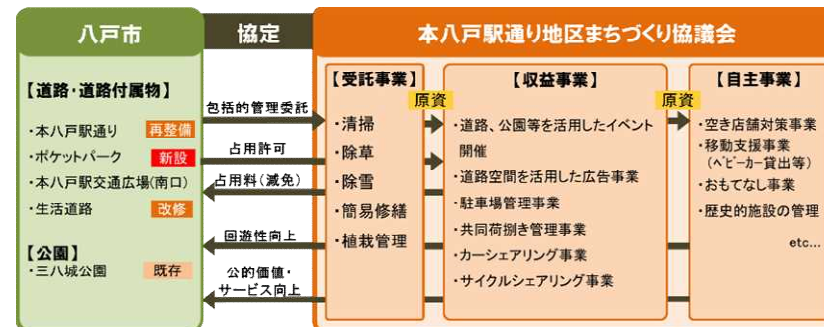 八戸市
【道路・道路付属物】
・本八戸駅通り 再整備
・ポケットパーク 新設
・本八戸駅交通広場(南口)
・生活道路 改修
【公園】
・三八城公園 既存
協定
包括的管理委託
占用許可
占用料(減免)
回遊性向上
公的価値・
サービス向上
本八戸駅通り地区まちづくり協議会
【受託事業】
・清掃
・除草
・除雪
・簡易修繕
・植栽管理
原資
【収益事業】
・道路、公園等を活用したイベント
開催
・道路空間を活用した広告事業
・駐車場管理事業
・共同荷捌き管理事業
・カーシェアリング事業
・サイクルシェアリング事業
原資
【自主事業】
・空き店舗対策事業
・移動支援事業
(ベビーカー貸出等)
・おもてなし事業
・歴史的施設の管理
etc…